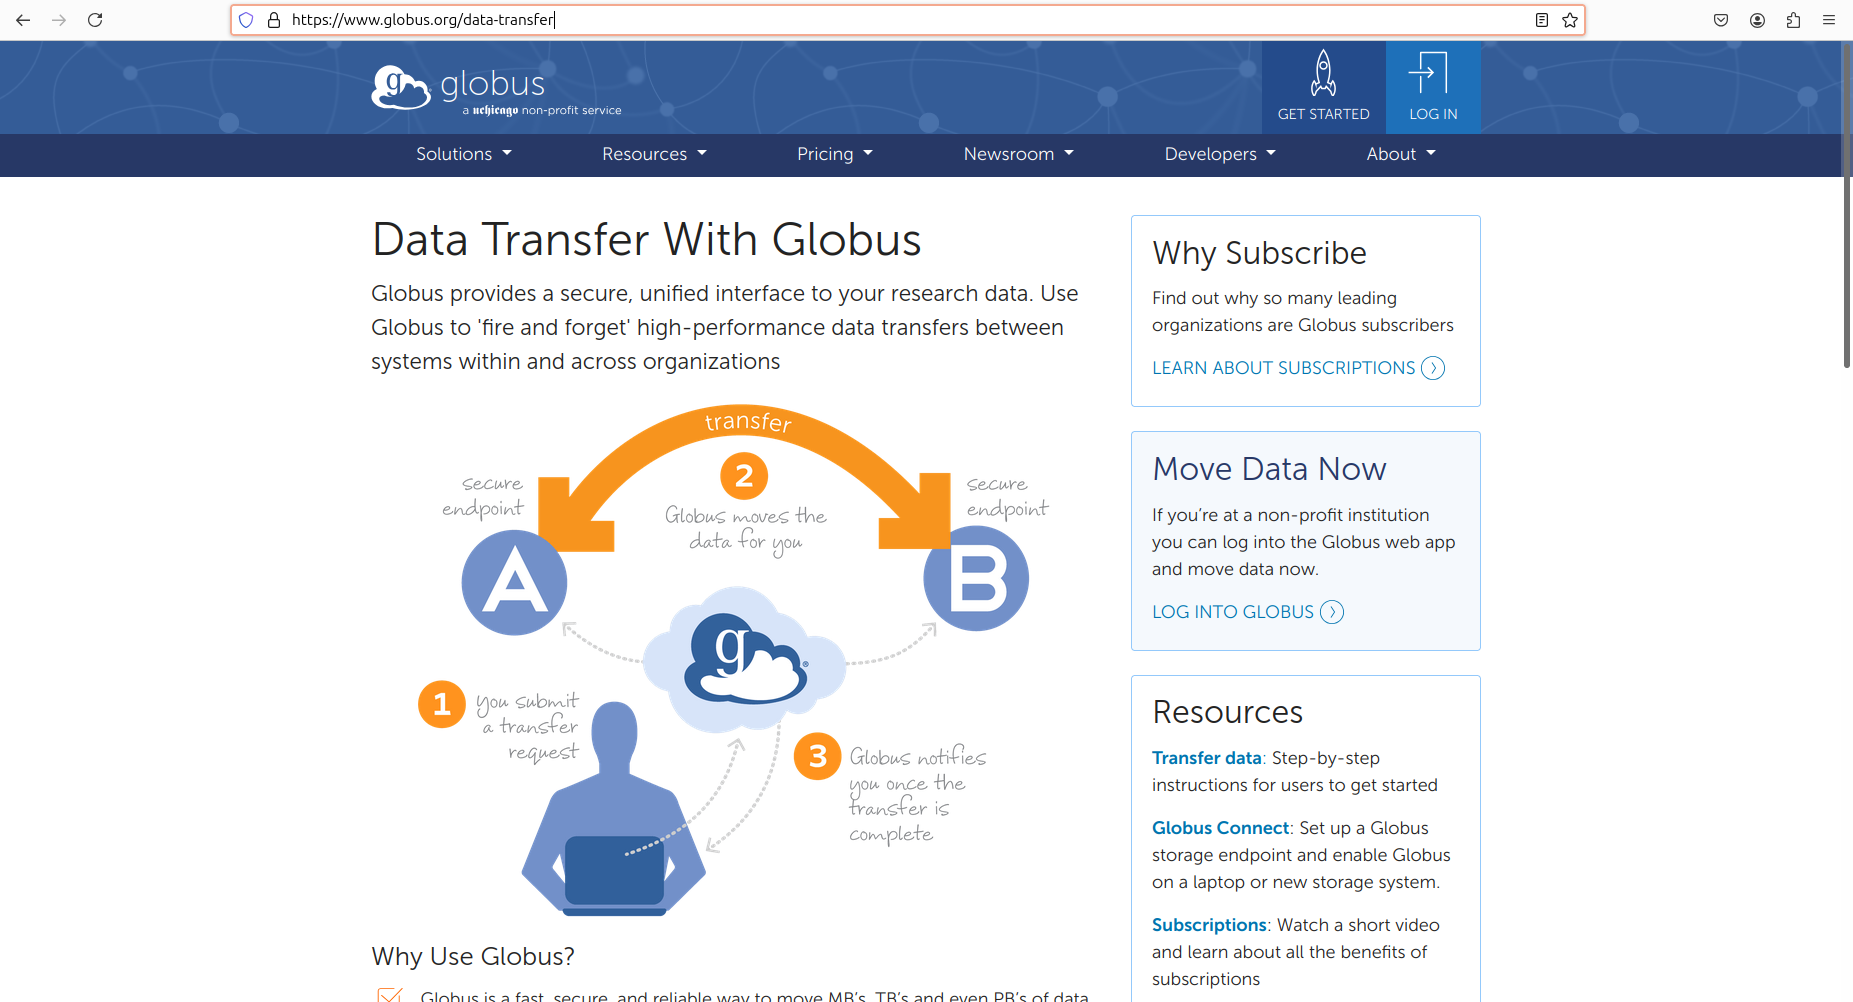 https://www.globus.org/data-transfer
globus
a uchicago non-profit service
GET STARTED
LOG IN
Solutions
Resources
Pricing
Newsroom
Developers
About
Data Transfer With Globus
Globus provides a secure, unified interface to your research data. Use
Globus to 'fire and forget' high-performance data transfers between
systems within and across organizations
transfer
secure
endpoint
2
Globus moves the
data for you
secure
endpoint
A
B
g
1
you submit
a transfer
request
3
Globus notifies
you once the
transfer is
complete
Why Use Globus?
Globus is a fast, secure, and reliable way to move MB's, TB's and even PB's of data
Why Subscribe
Find out why so many leading
organizations are Globus subscribers
LEARN ABOUT SUBSCRIPTIONS
Move Data Now
If you're at a non-profit institution
you can log into the Globus web app
and move data now.
LOG INTO GLOBUS
Resources
Transfer data: Step-by-step
instructions for users to get started
Globus Connect: Set up a Globus
storage endpoint and enable Globus
on a laptop or new storage system.
Subscriptions: Watch a short video
and learn about all the benefits of
subscriptions